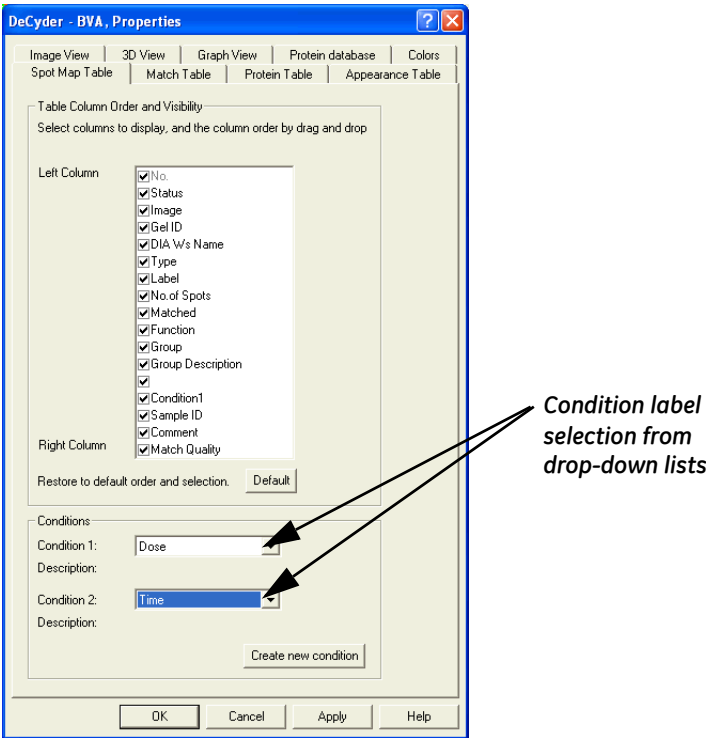 DeCyder - BVA, Properties
Image View 3D View Graph View Protein database Colors
Spot Map Table Match Table Protein Table Appearance Table
Table Column Order and Visibility
Select columns to display, and the column order by drag and drop
Left Column
No.
Status
Image
Gel ID
DIA Ws Name
Type
Label
No.of Spots
Matched
Function
Group
Group Description
Condition1
Sample ID
Comment
Right Column
Match Quality
Restore to default order and selection. Default
Conditions
Condition 1: Dose
Description:
Condition 2: Time
Description:
Create new condition
OK Cancel Apply Help
Condition label
selection from
drop-down lists